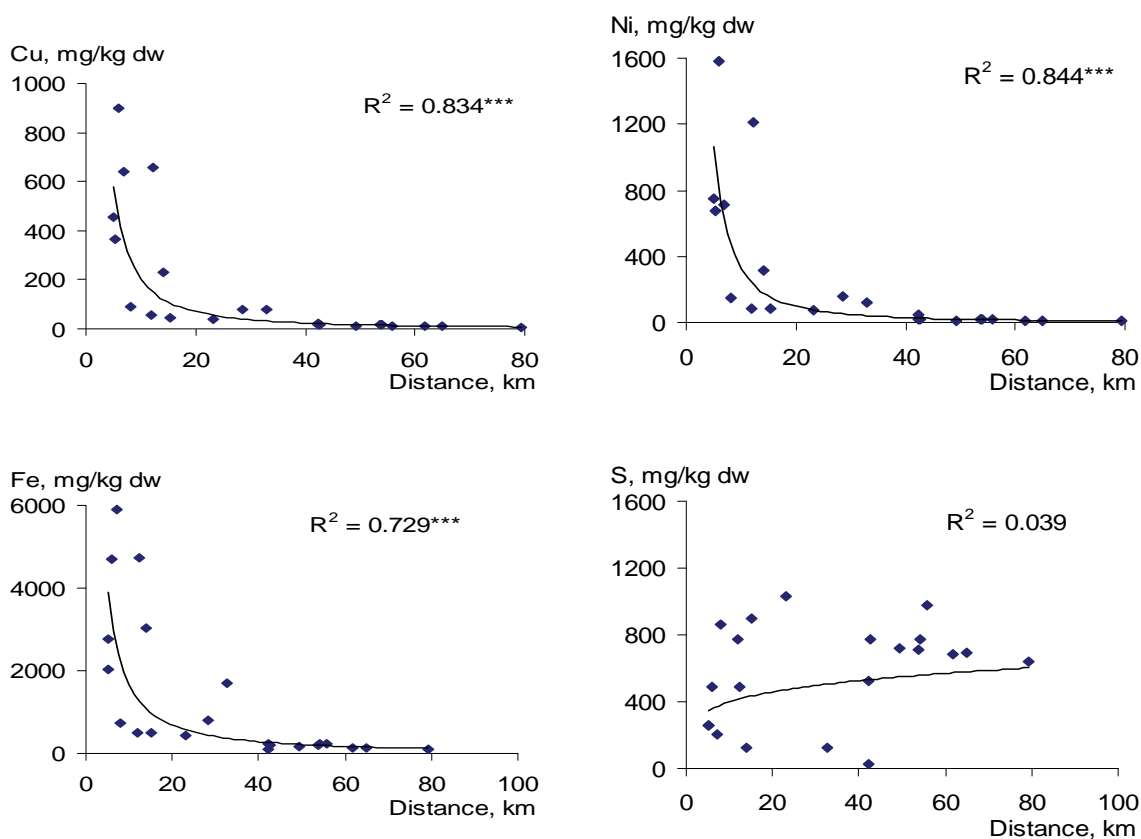 Cu, mg/kg dw
R² = 0.834***
1000
800
600
400
200
0
0 20 40 60 80
Distance, km
Ni, mg/kg dw
R² = 0.844***
1600
1200
800
400
0
0 20 40 60 80
Distance, km
Fe, mg/kg dw
R² = 0.729***
6000
4000
2000
0
0 20 40 60 80 100
Distance, km
S, mg/kg dw
R² = 0.039
1600
1200
800
400
0
0 20 40 60 80 100
Distance, km